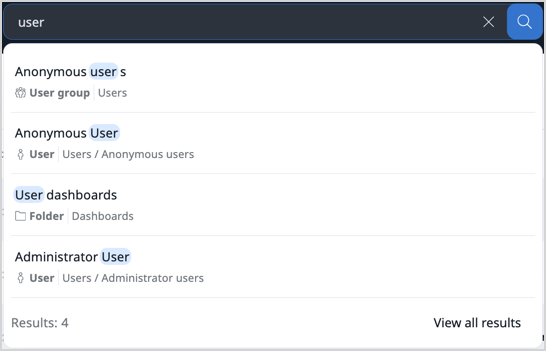 user
Anonymous users
User group Users
Anonymous User
User Users / Anonymous users
User dashboards
Folder Dashboards
Administrator User
User Users / Administrator users
Results: 4 View all results